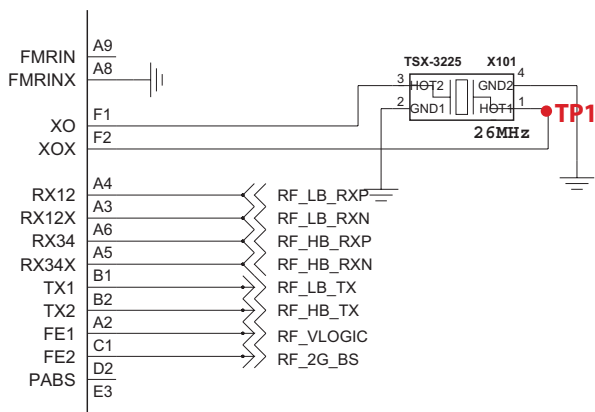 FMRIN A9
FMRINX A8
XO F1
XOX F2
RX12 A4 RF_LB_RXP
RX12X A3 RF_LB_RXN
RX34 A6 RF_HB_RXP
RX34X A5 RF_HB_RXN
TX1 B1 RF_LB_TX
TX2 B2 RF_HB_TX
FE1 A2 RF_VLOGIC
FE2 C1 RF_2G_BS
PABS D2
E3
TSX-3225 X101
3 HOT2 GND2 4
2 GND1 HOT1 1
26MHz
TP1